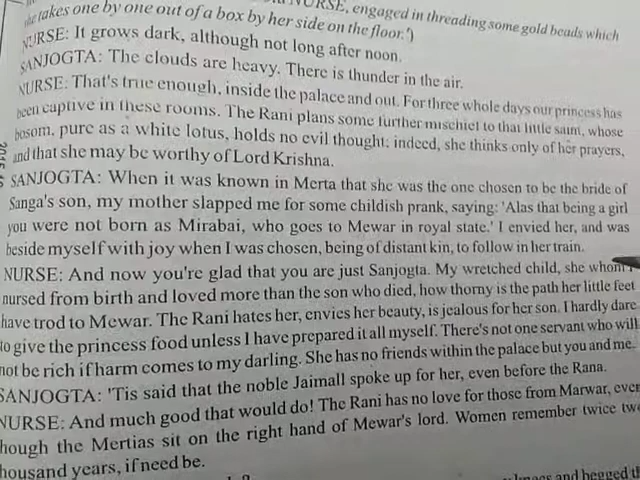 NURSE, engaged in threading some gold beads which
she takes one by one out of a box by her side on the floor.')
NURSE: It grows dark, although not long after noon.
SANJOGTA: The clouds are heavy. There is thunder in the air.
NURSE: That's true enough, inside the palace and out. For three whole days our princess has
been captive in these rooms. The Rani plans some further mischief to that little saint, whose
bosom, pure as a white lotus, holds no evil thought; indeed, she thinks only of her prayers,
and that she may be worthy of Lord Krishna.
SANJOGTA: When it was known in Merta that she was the one chosen to be the bride of
Sanga's son, my mother slapped me for some childish prank, saying: 'Alas that being a girl
you were not born as Mirabai, who goes to Mewar in royal state.' I envied her, and was
beside myself with joy when I was chosen, being of distant kin, to follow in her train.
NURSE: And now you're glad that you are just Sanjogta. My wretched child, she whom I
nursed from birth and loved more than the son who died, how thorny is the path her little feet
have trod to Mewar. The Rani hates her, envies her beauty, is jealous for her son. I hardly dare
to give the princess food unless I have prepared it all myself. There's not one servant who will
not be rich if harm comes to my darling. She has no friends within the palace but you and me.
SANJOGTA: 'Tis said that the noble Jaimall spoke up for her, even before the Rana.
NURSE: And much good that would do! The Rani has no love for those from Marwar, even
hough the Mertias sit on the right hand of Mewar's lord. Women remember twice two
housand years, if need be.
and begged th